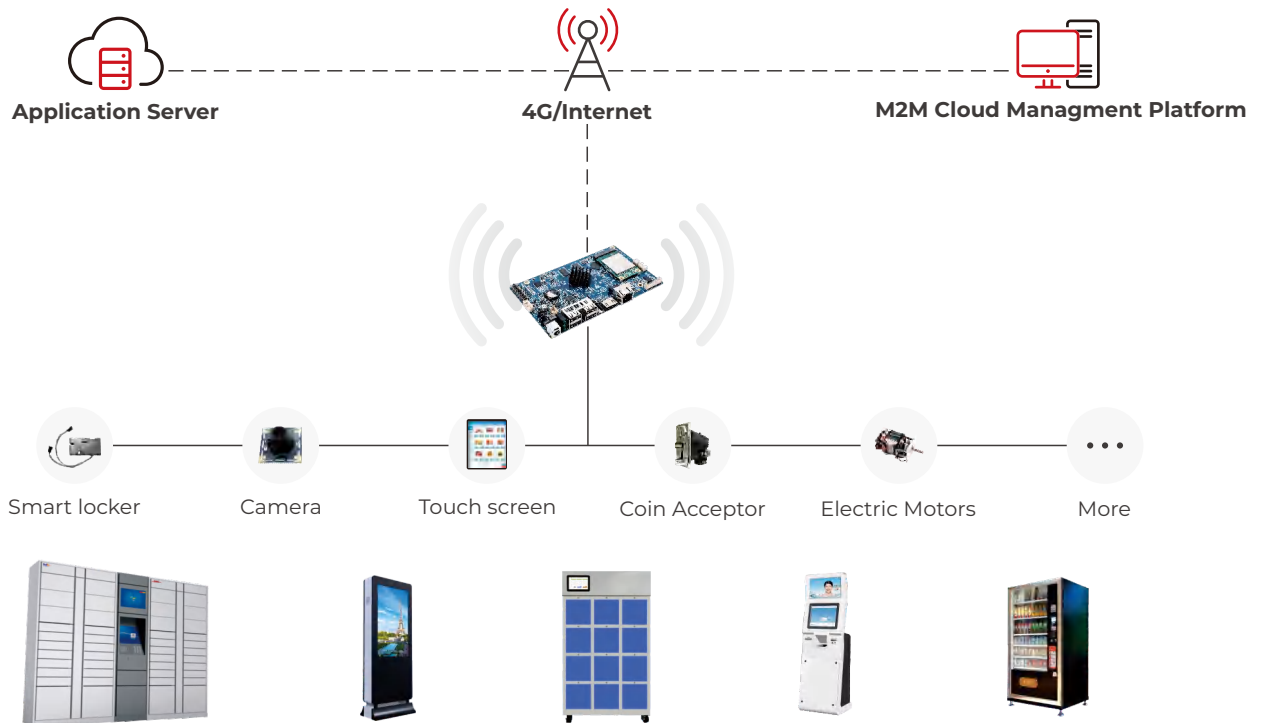 Application Server
4G/Internet
M2M Cloud Managment Platform
Smart locker
Camera
Touch screen
Coin Acceptor
Electric Motors
More